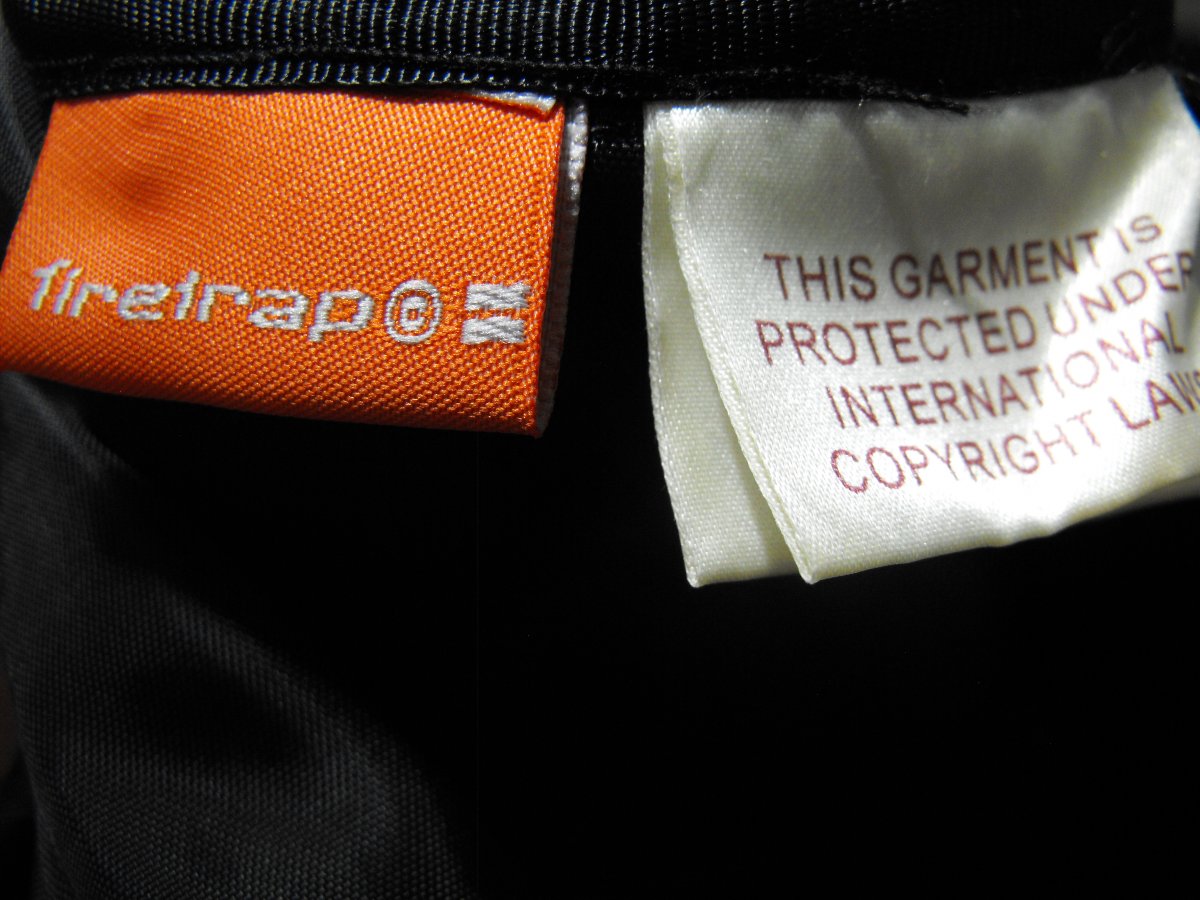 firetrap®
THIS GARMENT IS
PROTECTED UNDER
INTERNATIONAL
COPYRIGHT LAWS